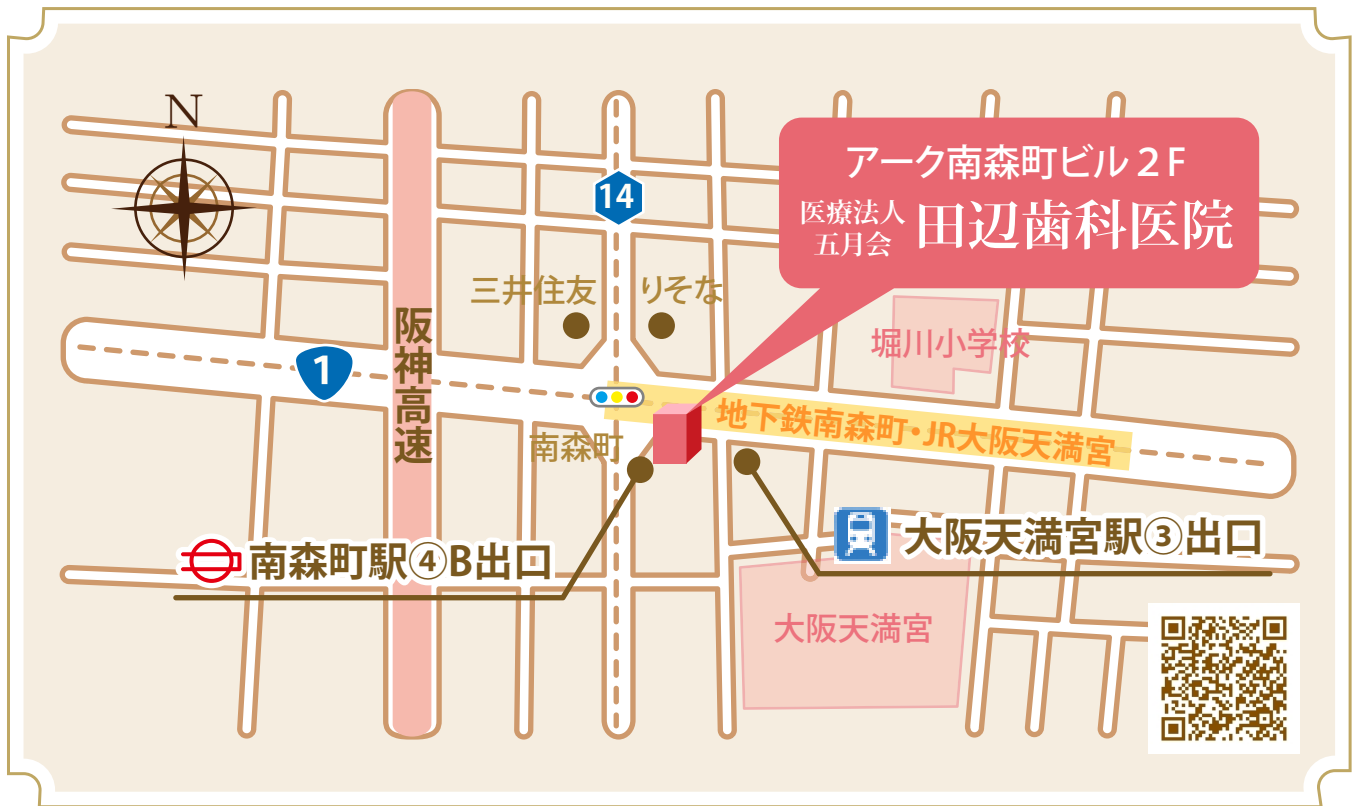 N
14
アーク南森町ビル２F
医療法人
五月会
田辺歯科医院
三井住友
りそな
阪神高速
堀川小学校
1
地下鉄南森町・JR大阪天満宮
南森町
大阪天満宮駅③出口
南森町駅④B出口
大阪天満宮